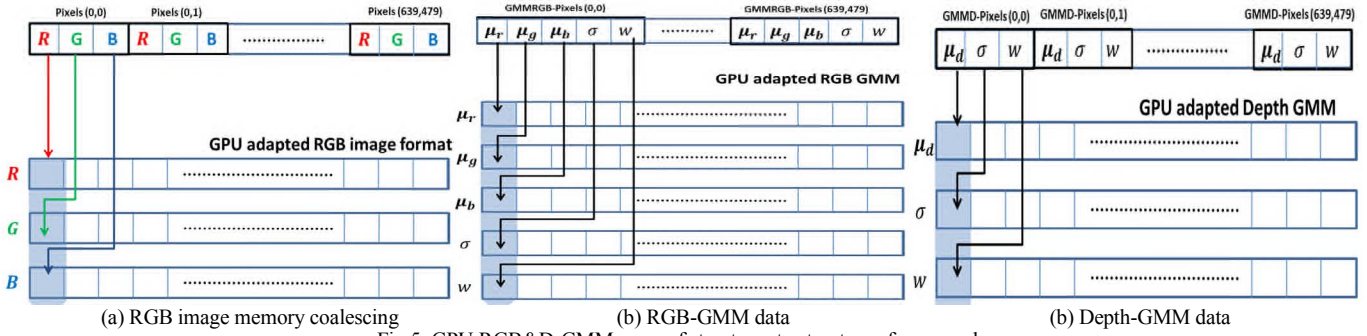 Pixels (0,0) Pixels (0,1) Pixels (639,479)
R G B R G B R G B
GPU adapted RGB image format
R
G
B
(a) RGB image memory coalescing
GMMRGB-Pixels (0,0) GMMRGB-Pixels (639,479)
μr μg μb σ w μr μg μb σ w
GPU adapted RGB GMM
μr
μg
μb
σ
w
(b) RGB-GMM data
GMMD-Pixels (0,0) GMMD-Pixels (0,1) GMMD-Pixels (639,479)
μd σ w μd σ w μd σ w
GPU adapted Depth GMM
μd
σ
W
(b) Depth-GMM data